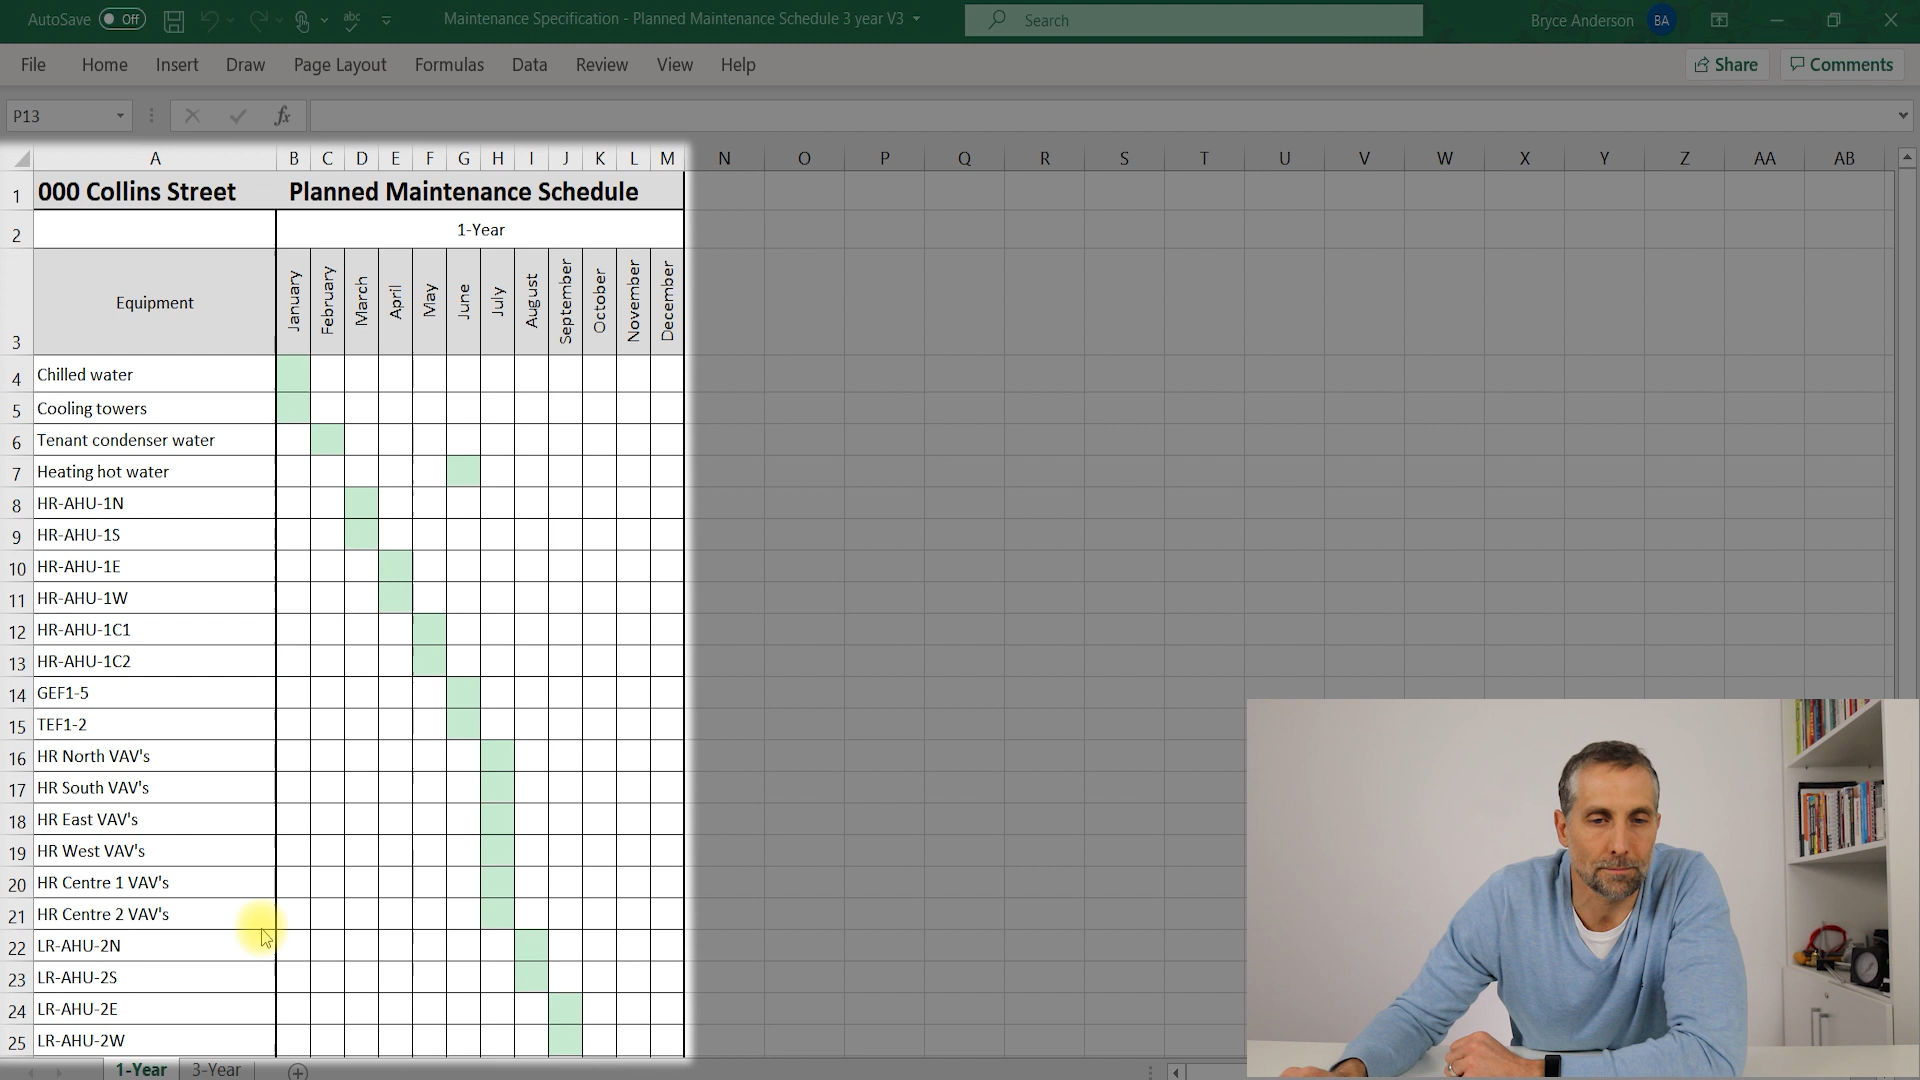 AutoSave Off abc Maintenance Specification - Planned Maintenance Schedule 3 year V3 Search Bryce Anderson BA
File Home Insert Draw Page Layout Formulas Data Review View Help Share Comments
P13 fx
A B C D E F G H I J K L M N O P Q R S T U V W X Y Z AA AB
1 000 Collins Street Planned Maintenance Schedule
2 1-Year
3 Equipment January February March April May June July August September October November December
4 Chilled water
5 Cooling towers
6 Tenant condenser water
7 Heating hot water
8 HR-AHU-1N
9 HR-AHU-1S
10 HR-AHU-1E
11 HR-AHU-1W
12 HR-AHU-1C1
13 HR-AHU-1C2
14 GEF1-5
15 TEF1-2
16 HR North VAV's
17 HR South VAV's
18 HR East VAV's
19 HR West VAV's
20 HR Centre 1 VAV's
21 HR Centre 2 VAV's
22 LR-AHU-2N
23 LR-AHU-2S
24 LR-AHU-2E
25 LR-AHU-2W
1-Year 3-Year